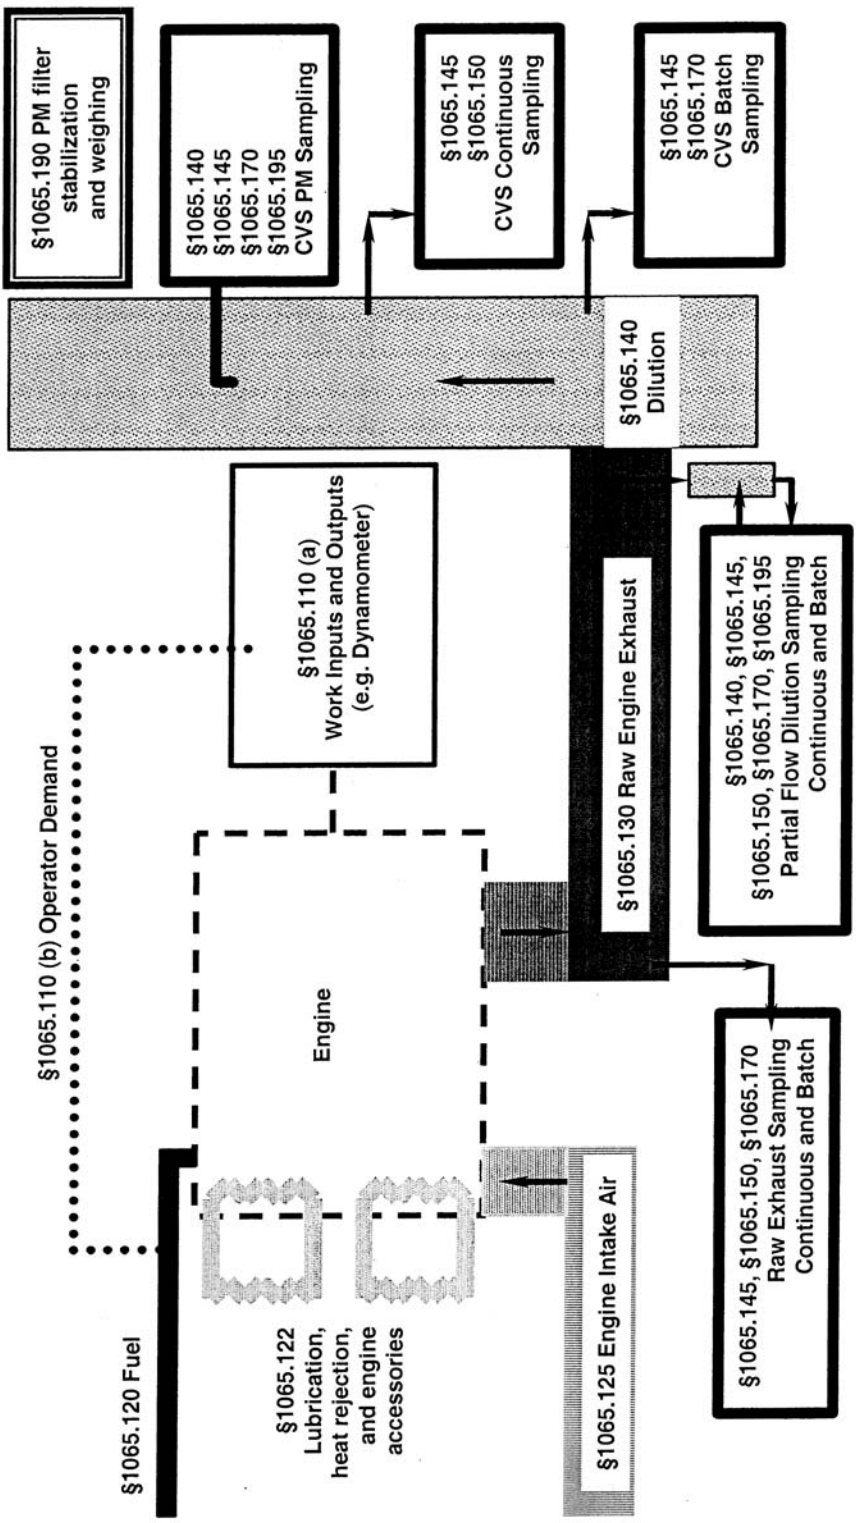 §1065.190 PM filter
stabilization
and weighing
§1065.140
§1065.145
§1065.170
§1065.195
CVS PM Sampling
§1065.145
§1065.150
CVS Continuous
Sampling
§1065.145
§1065.170
CVS Batch
Sampling
§1065.140
Dilution
§1065.110 (b) Operator Demand
§1065.110 (a)
Work Inputs and Outputs
(e.g. Dynamometer)
§1065.130 Raw Engine Exhaust
§1065.140, §1065.145,
§1065.150, §1065.170, §1065.195
Partial Flow Dilution Sampling
Continuous and Batch
Engine
§1065.120 Fuel
§1065.122
Lubrication,
heat rejection,
and engine
accessories
§1065.125 Engine Intake Air
§1065.145, §1065.150, §1065.170
Raw Exhaust Sampling
Continuous and Batch